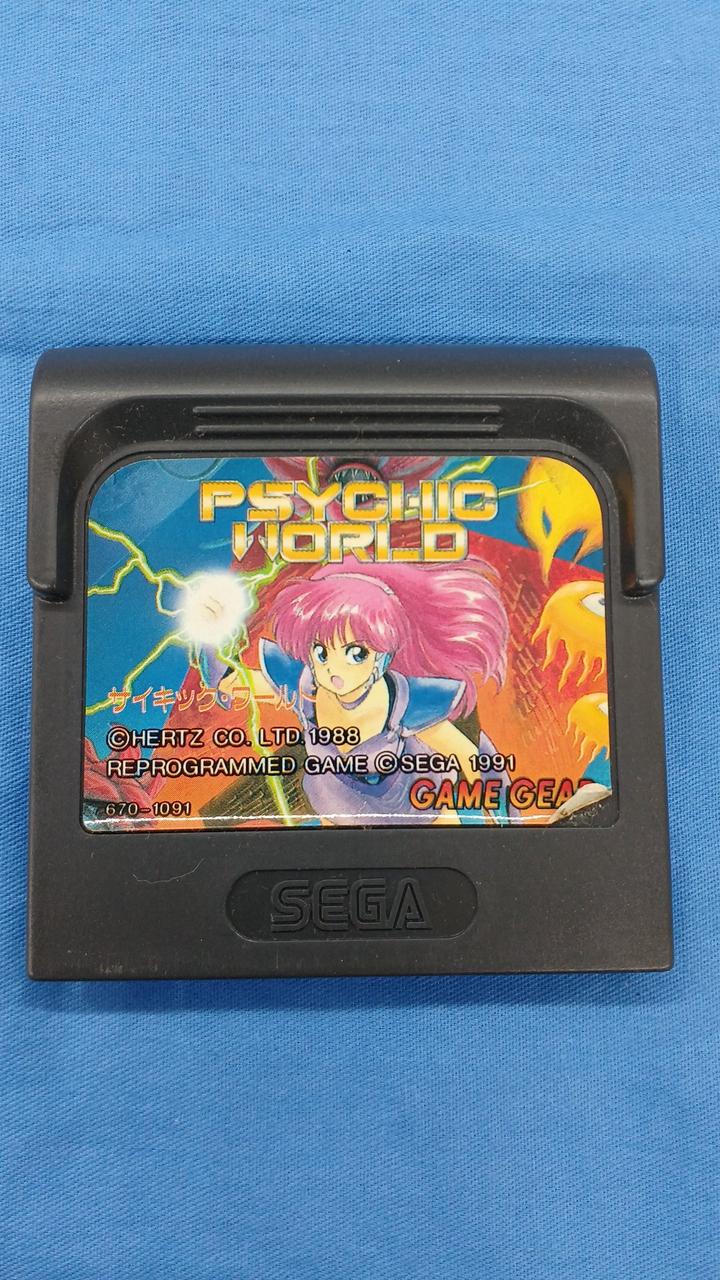 PSYCHIC
WORLD
サイキック・ワールド
©HERTZ CO. LTD. 1988
REPROGRAMMED GAME ©SEGA 1991
GAME GEAR
670-1091
SEGA